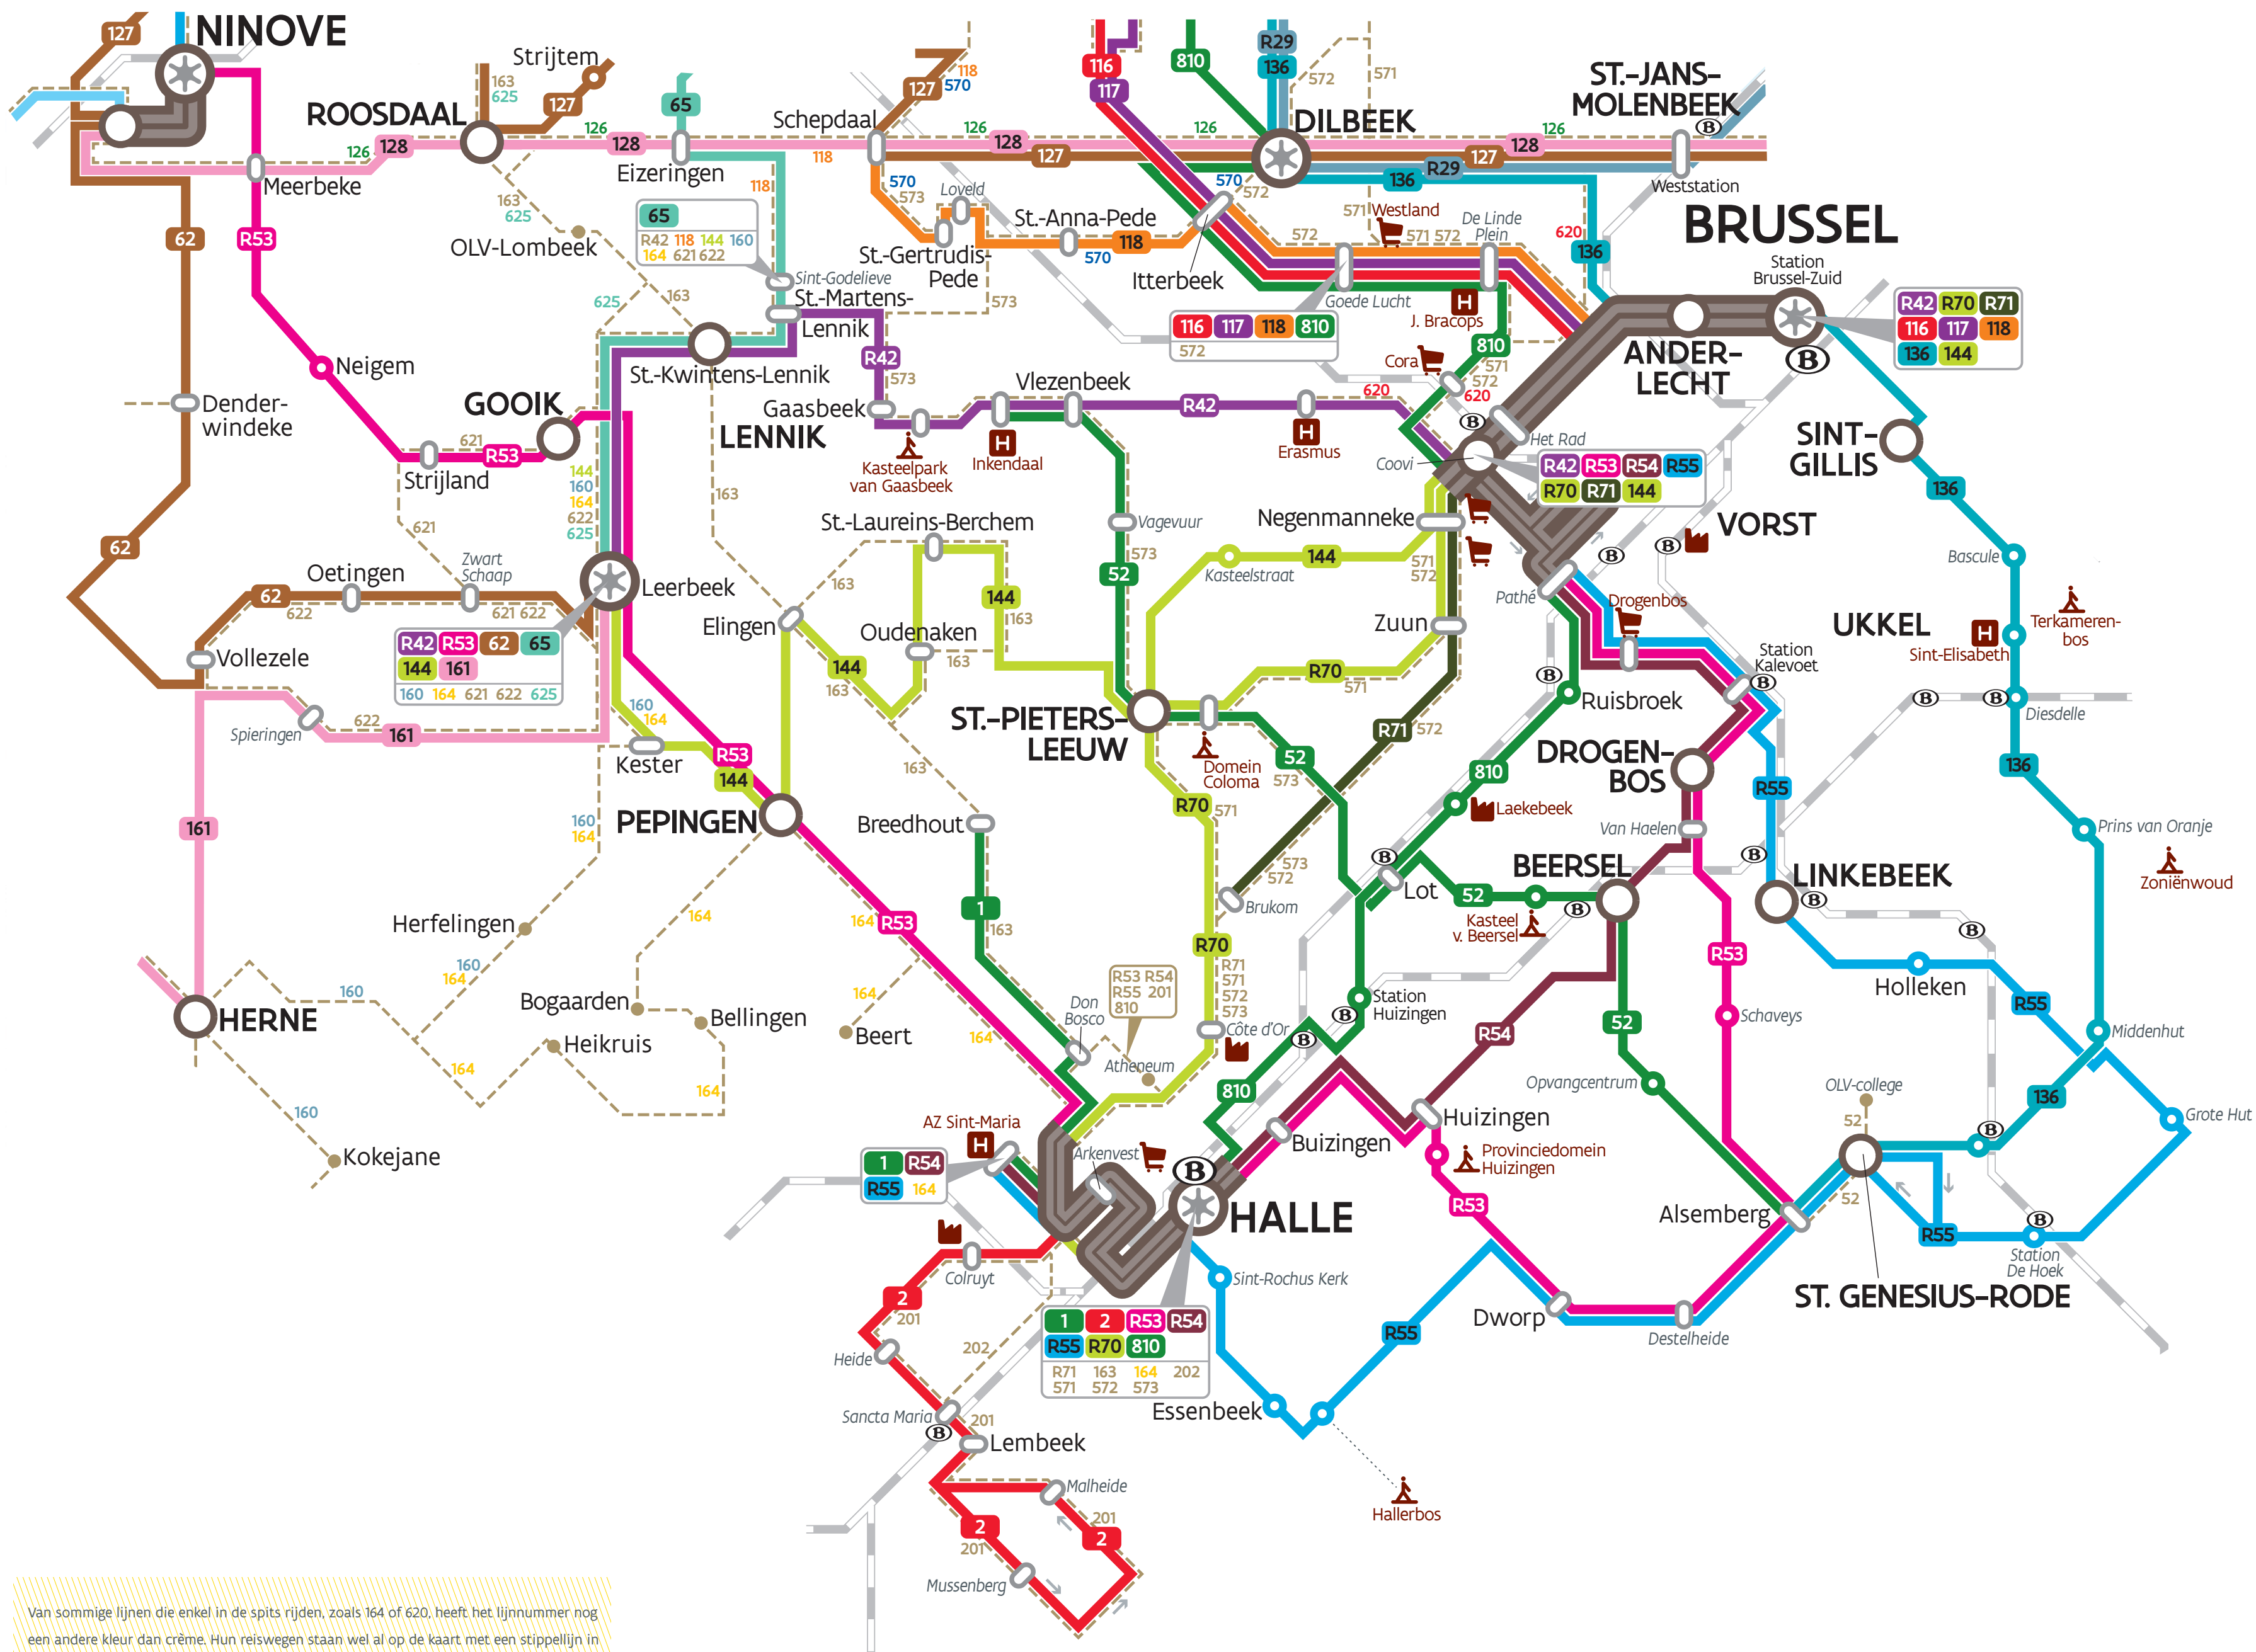 127
NINOVE
Strijtem
163
625
127
65
ROOSDAAL
126
128
126
128
Meerbeke
Eizeringen
Schepdaal
118
127
118
570
116
117
810
R29
136
572
571
ST.-JANS-
MOLENBEEK
B
DILBEEK
126
128
127
126
126
128
127
R29
136
Weststation
163
625
OLV-Lombeek
118
65
R42 118 144 160
164 621 622
Sint-Godelieve
St.-Martens-
Lennik
570
573
Loveld
St.-Gertrudis-
Pede
St.-Anna-Pede
118
570
573
570
572
Itterbeek
571
Westland
572
571 572
De Linde
Plein
620
136
BRUSSEL
Station
Brussel-Zuid
R42 R70 R71
116 117 118
136 144
B
Goede Lucht
116 117 118 810
572
H
J. Bracops
810
571
572
620
Cora
ANDER-
LECHT
62
R53
Neigem
625
163
St.-Kwintens-Lennik
R42
573
Gaasbeek
LENNIK
Vlezenbeek
R42
620
Kasteelpark
van Gaasbeek
H
Inkendaal
H
Erasmus
B
Het Rad
Coovi
R42 R53 R54 R55
R70 R71 144
SINT-
GILLIS
136
Dender-
windeke
GOOIK
621
R53
Strijland
144
160
164
622
625
163
621
62
Zwart
Schaap
Oetingen
62
622
621 622
Leerbeek
St.-Laureins-Berchem
163
144
163
Vagevuur
573
52
Negenmanneke
Kasteelstraat
144
571
572
VORST
B
B
Bascule
Pathé
Drogenbos
Terkameren-
bos
UKKEL
H
Sint-Elisabeth
Vollezele
R42 R53 62 65
144 161
160 164 621 622 625
Elingen
Oudenaken
163
144
163
Zuun
R70
571
Station
Kalevoet
B
B
Ruisbroek
B
B
Diesdelle
Spieringen
622
161
160
164
Kester
R53
144
163
ST.-PIETERS-
LEEUW
Domein
Coloma
52
573
R71
572
810
DROGEN-
BOS
R55
136
161
PEPINGEN
160
164
Breedhout
R70
571
Laekebeek
Van Haelen
Prins van Oranje
Zoniënwoud
B
B
Lot
573
572
Brukom
52
BEERSEL
Kasteel
v. Beersel
B
LINKEBEEK
B
B
Herfelingen
164
164
R53
1
163
R70
R53
Holleken
160
164
160
HERNE
Bogaarden
Bellingen
Heikruis
164
Beert
164
R53 R54
R55 201
810
R71
571
572
573
Don
Bosco
Côte d'Or
Atheneum
Station
Huizingen
B
B
R54
52
Schaveys
R55
Middenhut
164
164
810
Opvangcentrum
OLV-college
52
136
Grote Hut
160
Kokejane
AZ Sint-Maria
H
1 R54
R55 164
Arkenvest
B
HALLE
Buizingen
Huizingen
Provinciedomein
Huizingen
R53
B
52
Alsemberg
B
R55
Station
De Hoek
Colruyt
2
201
Heide
202
Sint-Rochus Kerk
1 2 R53 R54
R55 R70 810
R71 163 164 202
571 572 573
R55
Dworp
Destelheide
ST. GENESIUS-RODE
Sancta Maria
B
201
Lembeek
Essenbeek
Malheide
Hallerbos
2
201
201
2
Mussenberg
Van sommige lijnen die enkel in de spits rijden, zoals 164 of 620, heeft het lijnnummer nog
een andere kleur dan crème. Hun reiswegen staan wel al op de kaart met een stippellijn in